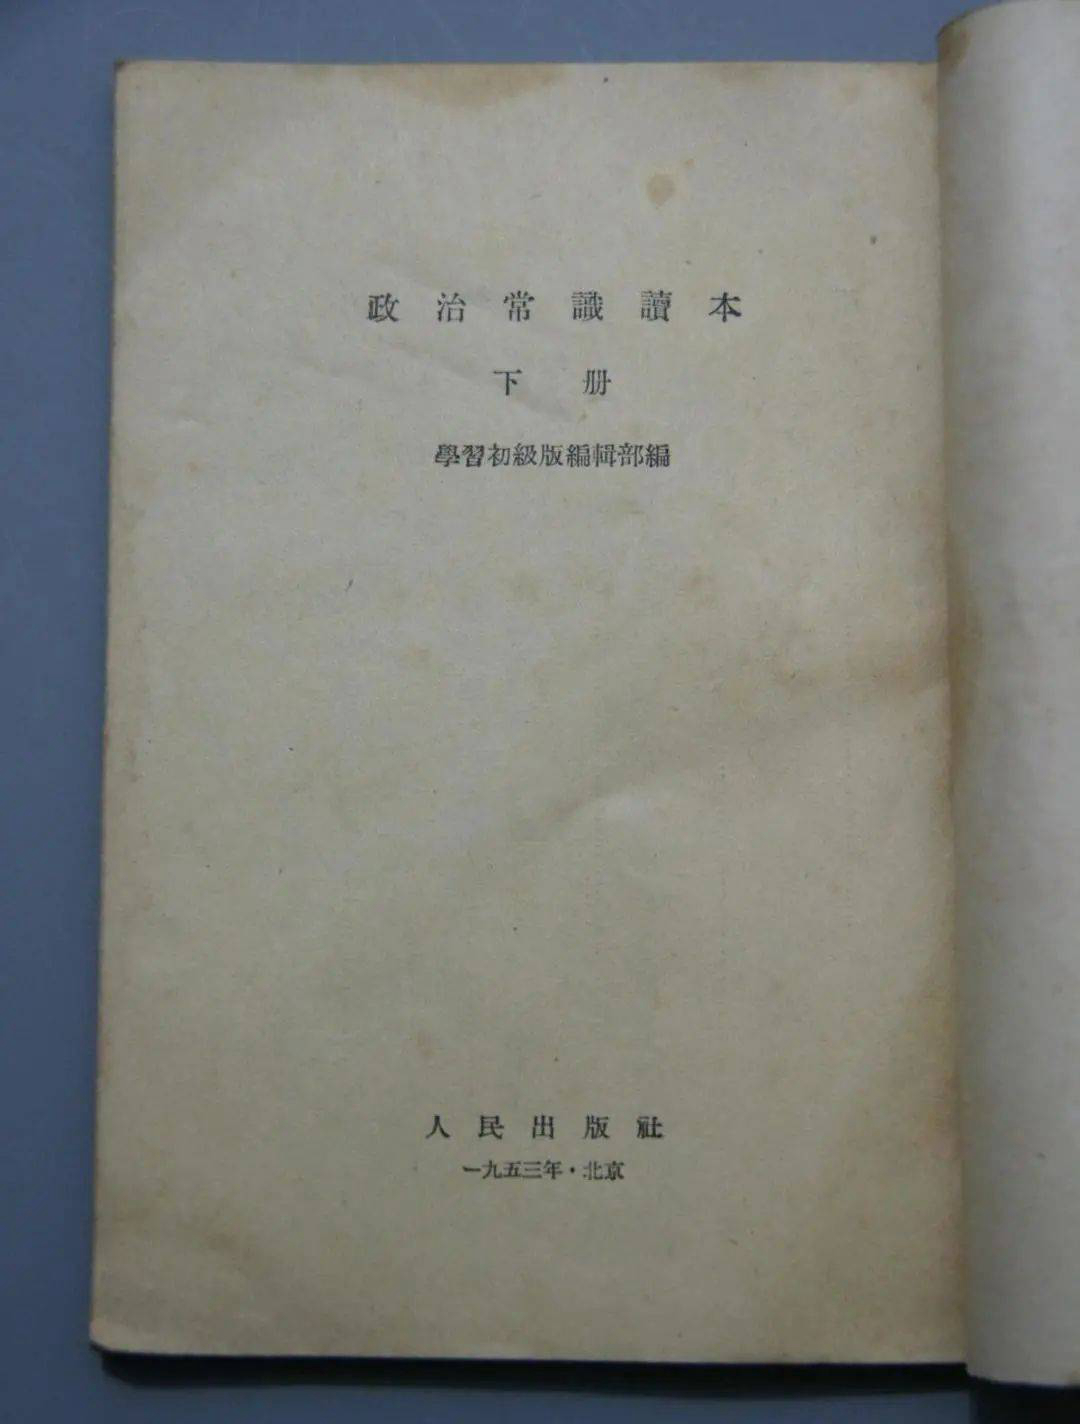 政治常識讀本
下册
學習初級版編輯部編
人民出版社
一九五三年·北京